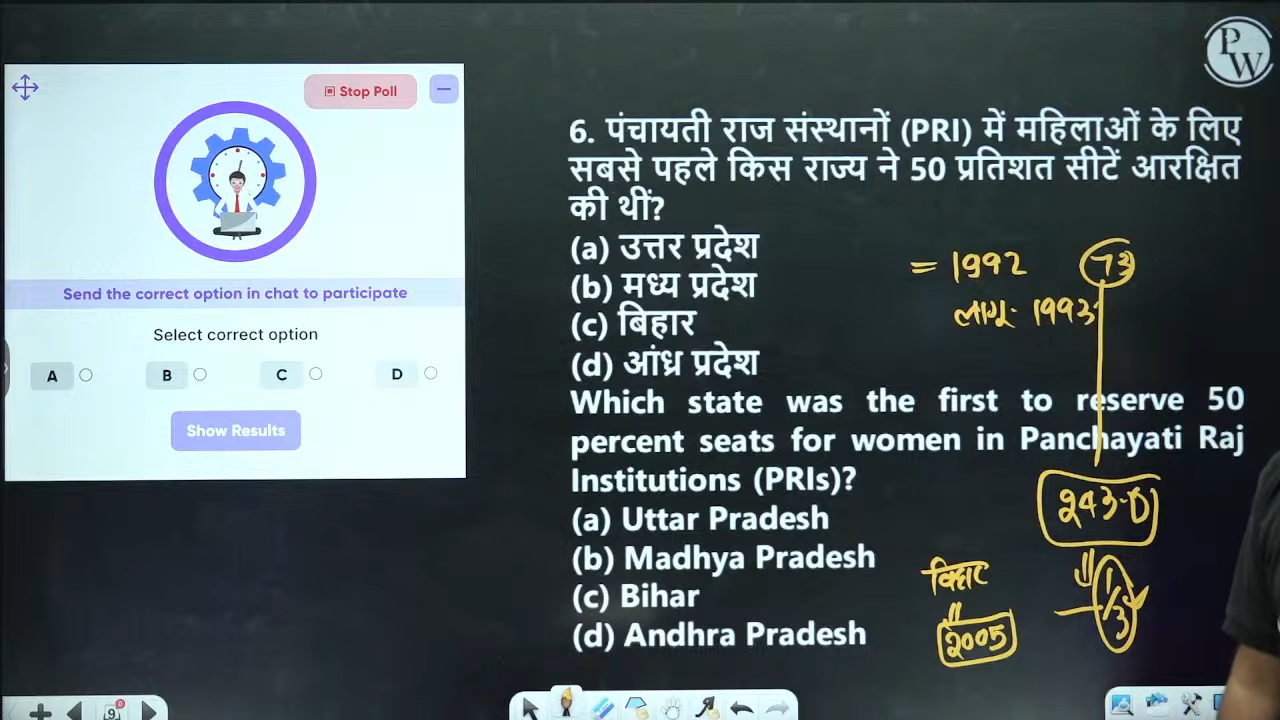 PW
Stop Poll
Send the correct option in chat to participate
Select correct option
A
B
C
D
Show Results
6. पंचायती राज संस्थानों (PRI) में महिलाओं के लिए
सबसे पहले किस राज्य ने 50 प्रतिशत सीटें आरक्षित
की थीं?
(a) उत्तर प्रदेश
(b) मध्य प्रदेश
(c) बिहार
(d) आंध्र प्रदेश
= 1992 73
लागू- 1993
Which state was the first to reserve 50
percent seats for women in Panchayati Raj
Institutions (PRIs)?
(a) Uttar Pradesh
(b) Madhya Pradesh
(c) Bihar
(d) Andhra Pradesh
243-D
1/3
बिहार
2005
9
0